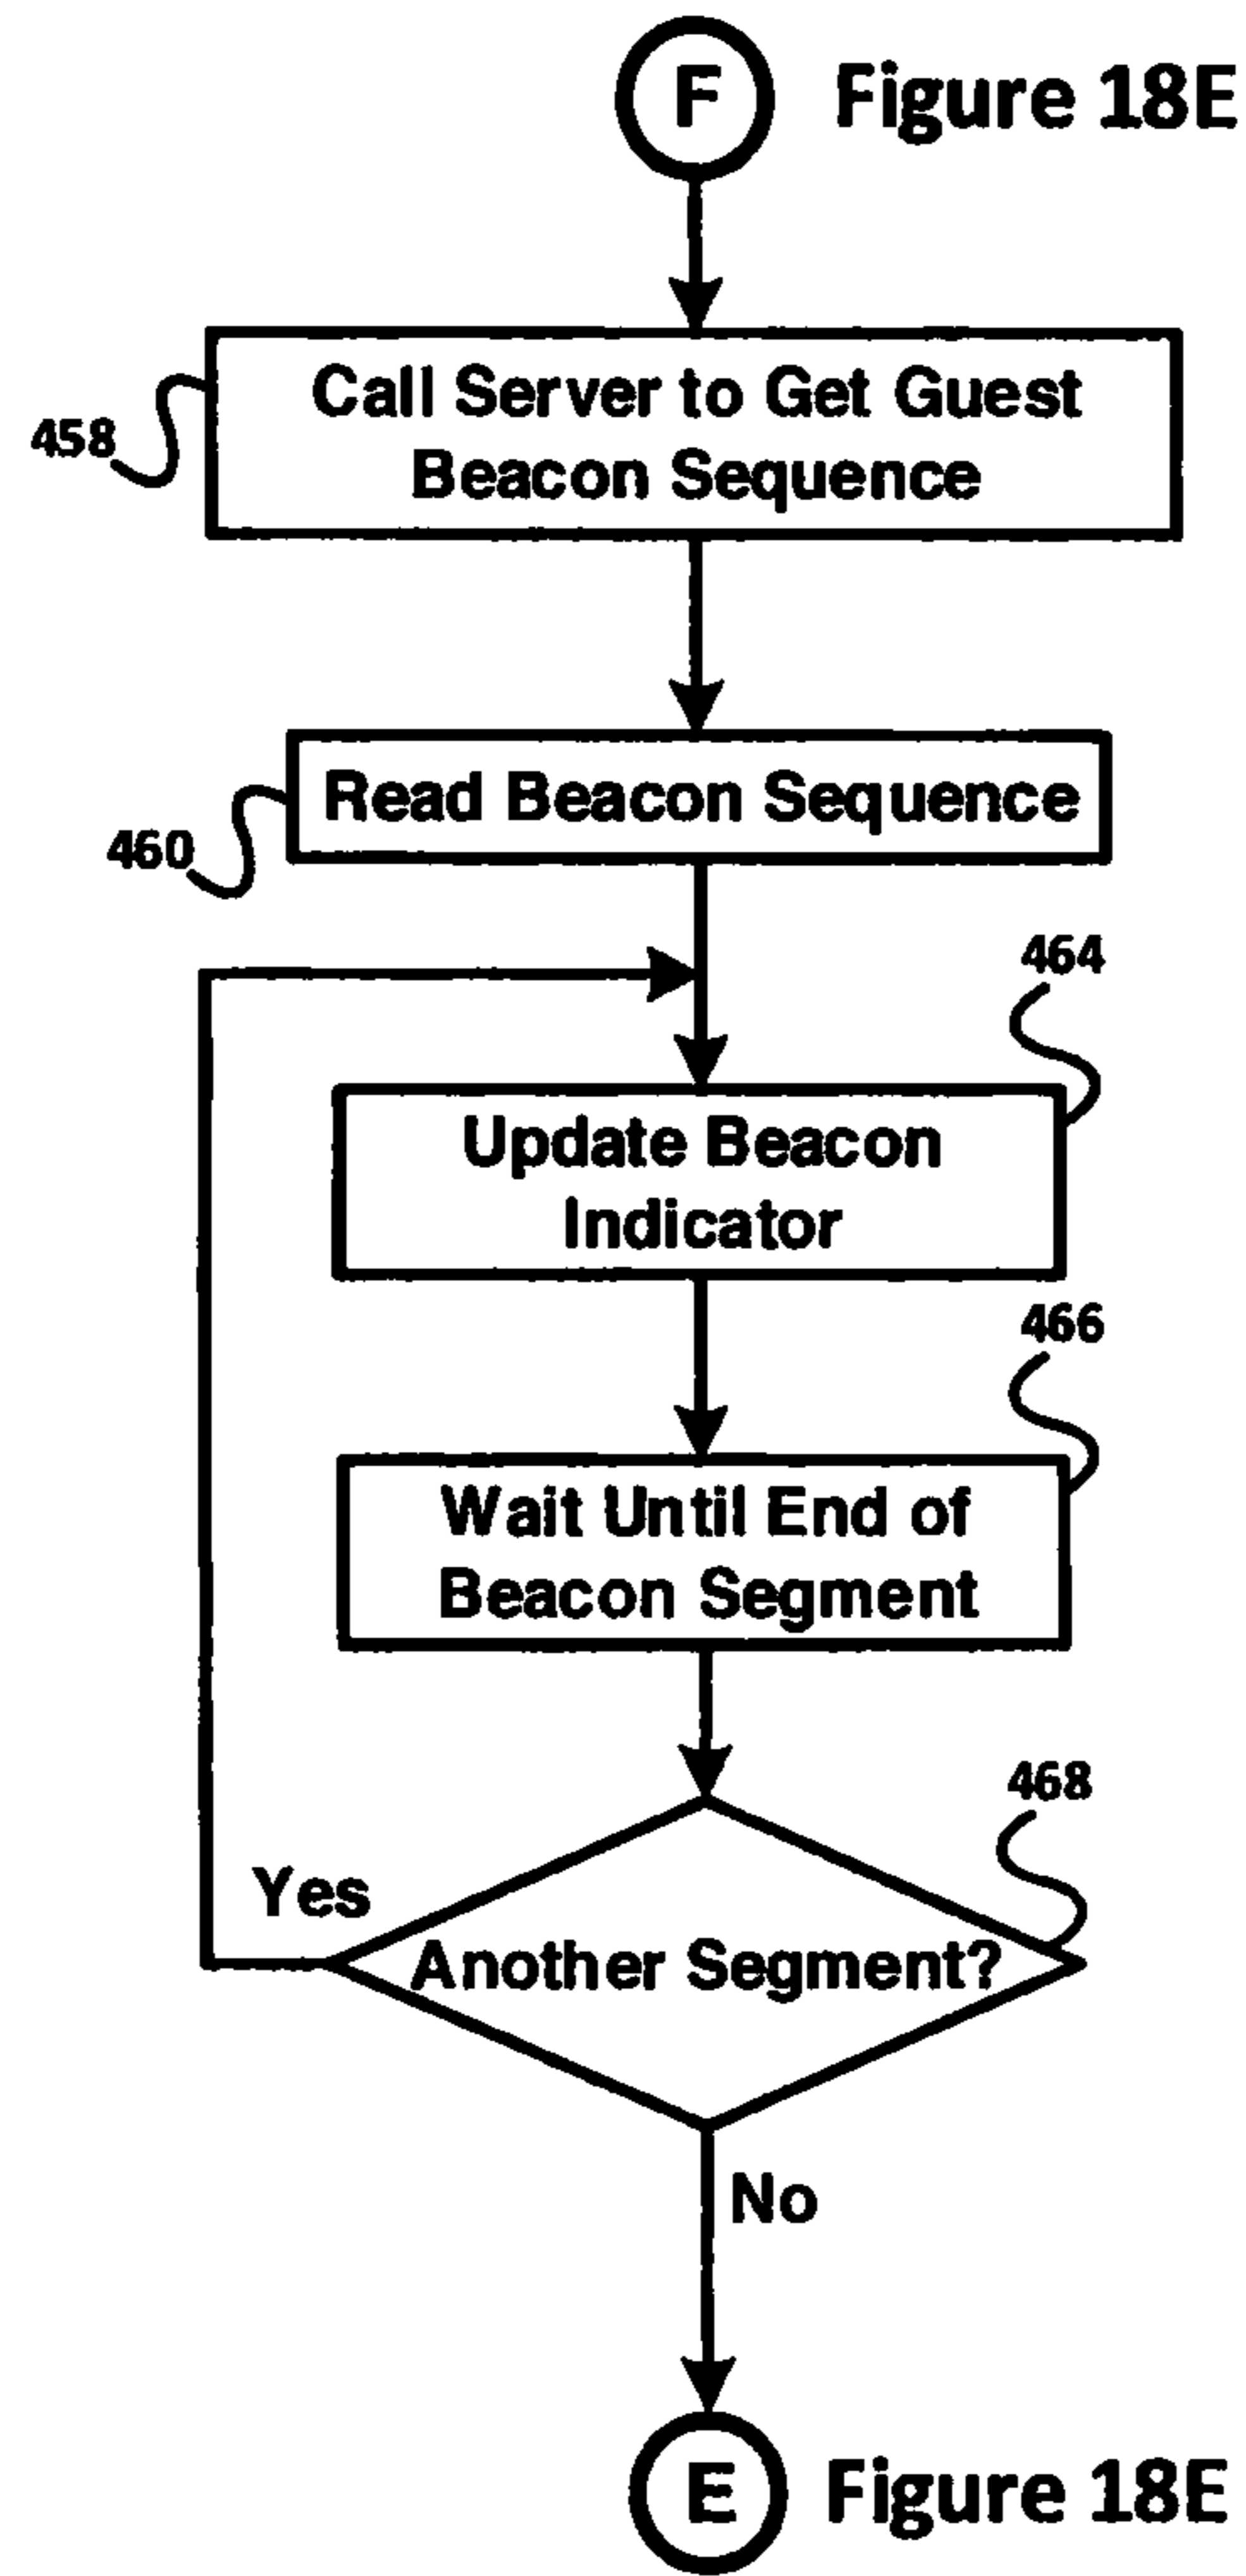 F Figure 18E
Call Server to Get Guest
Beacon Sequence
458
Read Beacon Sequence
460
464
Update Beacon
Indicator
466
Wait Until End of
Beacon Segment
468
Yes
Another Segment?
No
E Figure 18E